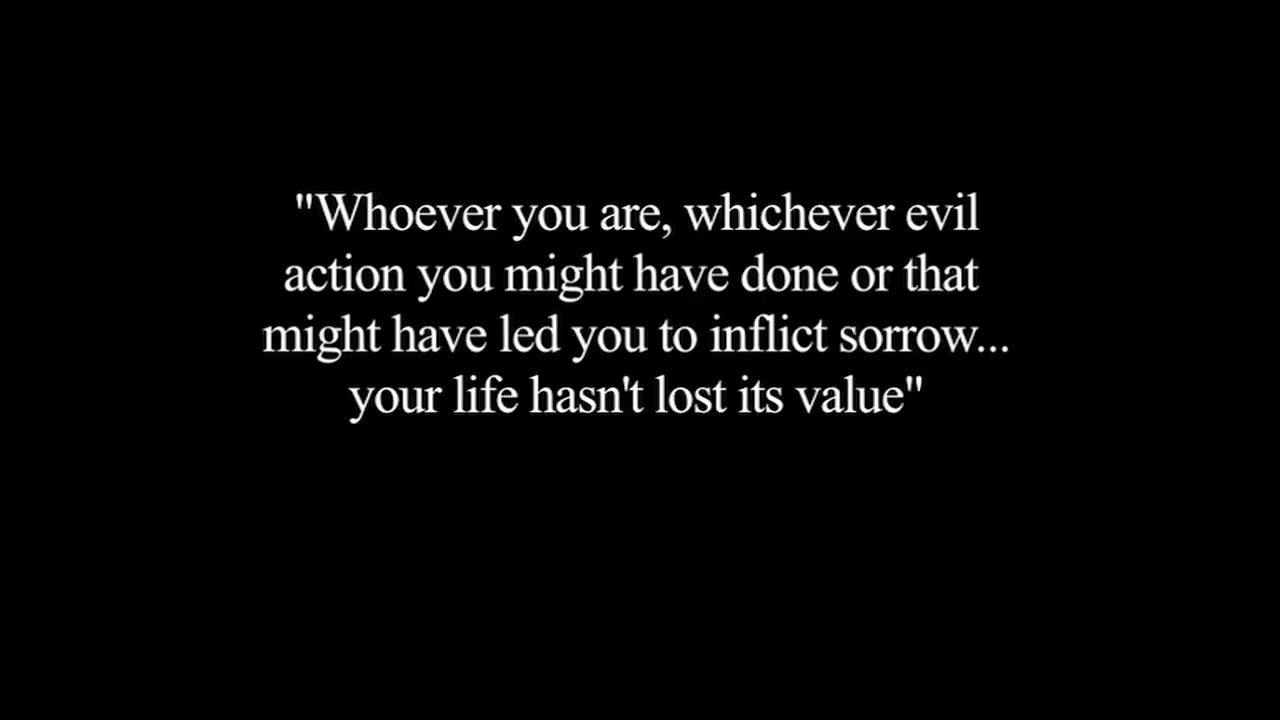 "Whoever you are, whichever evil
action you might have done or that
might have led you to inflict sorrow...
your life hasn't lost its value"